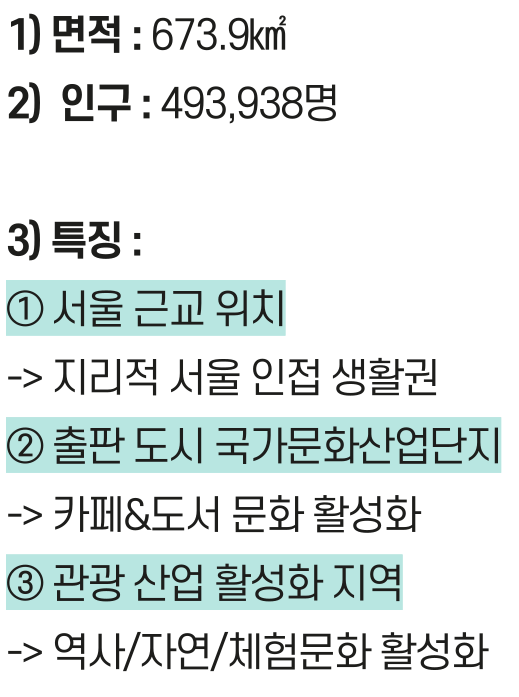 1) 면적 : 673.9㎢
2) 인구 : 493,938명
3) 특징 :
① 서울 근교 위치
-> 지리적 서울 인접 생활권
② 출판 도시 국가문화산업단지
-> 카페&도서 문화 활성화
③ 관광 산업 활성화 지역
-> 역사/자연/체험문화 활성화